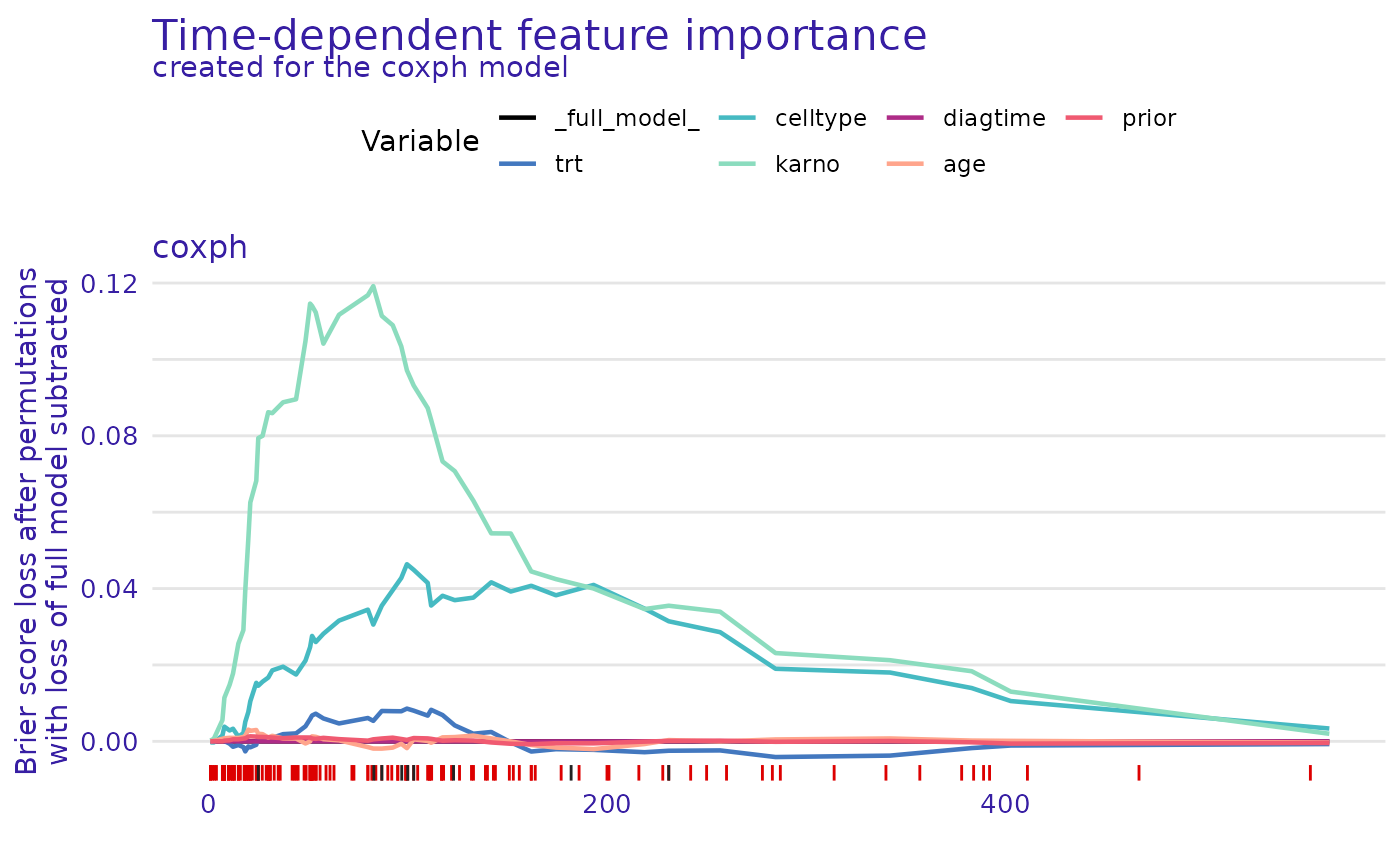 Time-dependent feature importance
created for the coxph model
Variable
_full_model_ celltype diagtime prior
trt karno age
coxph
Brier score loss after permutations
with loss of full model subtracted
0.12
0.08
0.04
0.00
0 200 400